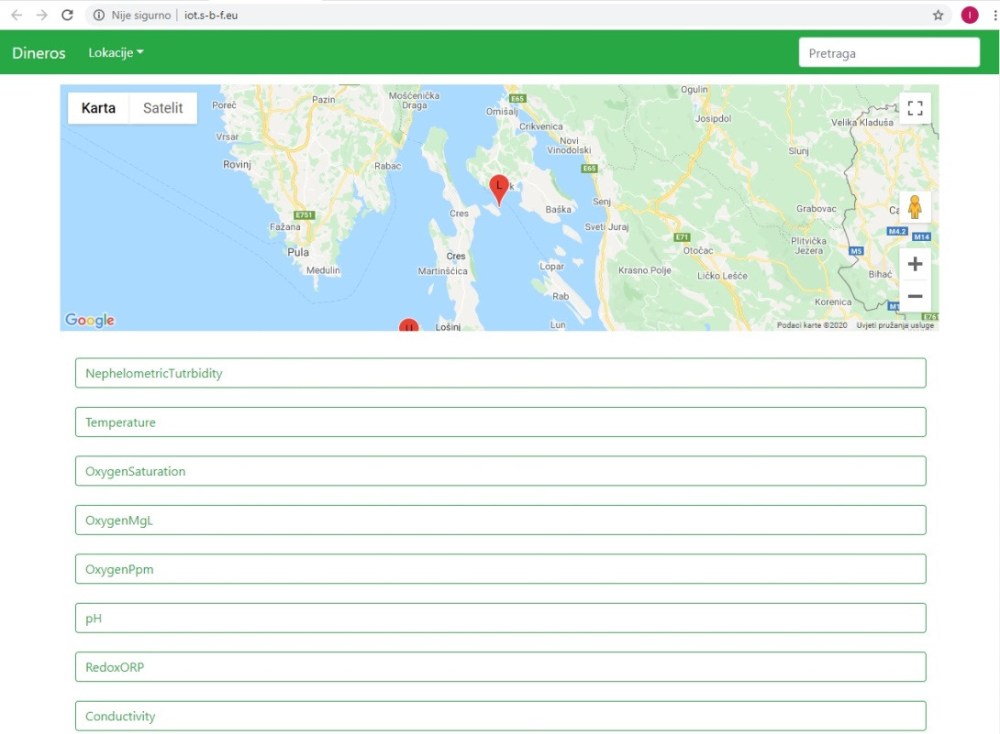 Nije sigurno | iot.s-b-f.eu
I
Dineros
Lokacije
Pretraga
Karta
Satelit
Poreč
Pazin
Mošćenička
Draga
E65
Omišalj
Crikvenica
Ogulin
Josipdol
Velika Kladuša
Vrsar
Novi
Vinodolski
Slunj
Rovinj
Rabac
E65
L
k
Senj
Baška
Grabovac
E751
Cres
Fažana
Sveti Juraj
E71
Plitvička
Jezera
M4.2
M14
Pula
Cres
Otočac
M5
Medulin
Martinšćica
Lopar
Krasno Polje
Ličko Lešće
Bihać
Rab
Korenica
Google
Lošinj
Lun
Podaci karte ©2020
Uvjeti pružanja usluge
E761
NephelometricTutrbidity
Temperature
OxygenSaturation
OxygenMgL
OxygenPpm
pH
RedoxORP
Conductivity